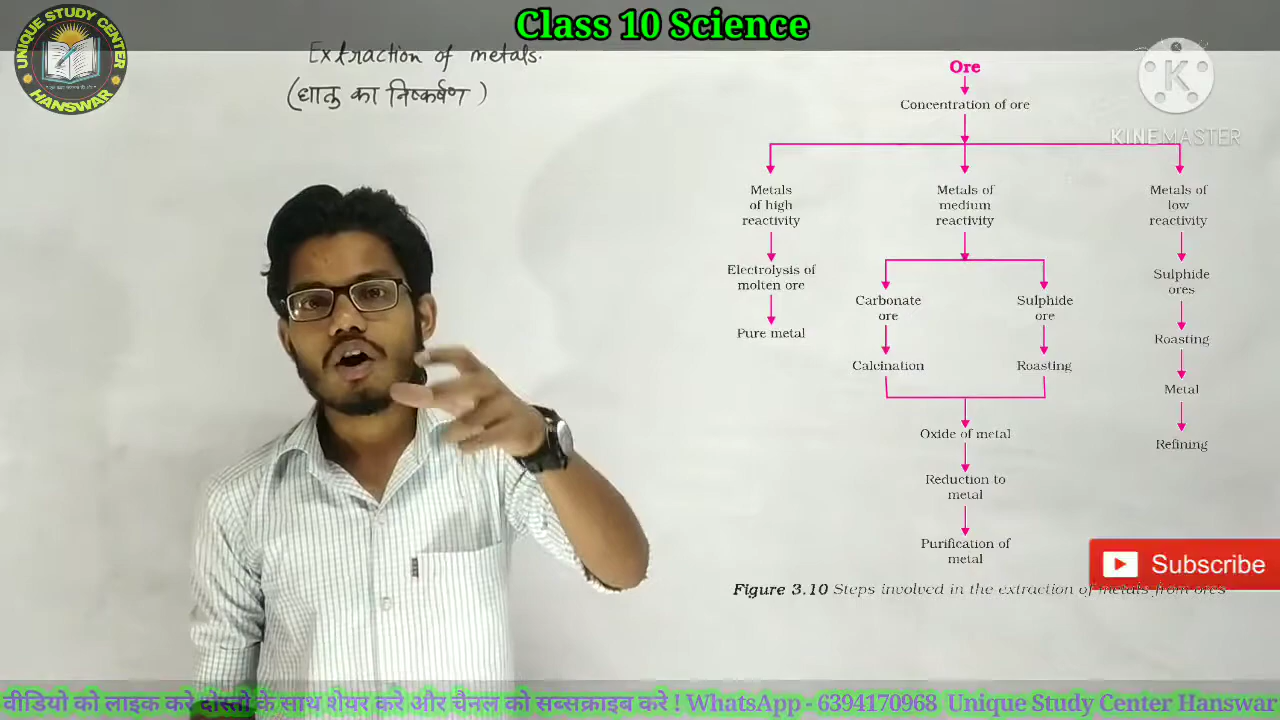 Class 10 Science
UNIQUE STUDY CENTER
HANSWAR
Extraction of metals.
(धातु का निष्कर्षण)
K
KINEMASTER
Ore
Concentration of ore
Metals
of high
reactivity
Metals of
medium
reactivity
Metals of
low
reactivity
Electrolysis of
molten ore
Pure metal
Carbonate
ore
Sulphide
ore
Calcination
Roasting
Oxide of metal
Reduction to
metal
Purification of
metal
Sulphide
ores
Roasting
Metal
Refining
Subscribe
Figure 3.10 Steps involved in the extraction of metals from ores
वीडियो को लाइक करे दोस्तो के साथ शेयर करे और चैनल को सब्सक्राइब करे ! WhatsApp - 6394170968 Unique Study Center Hanswar